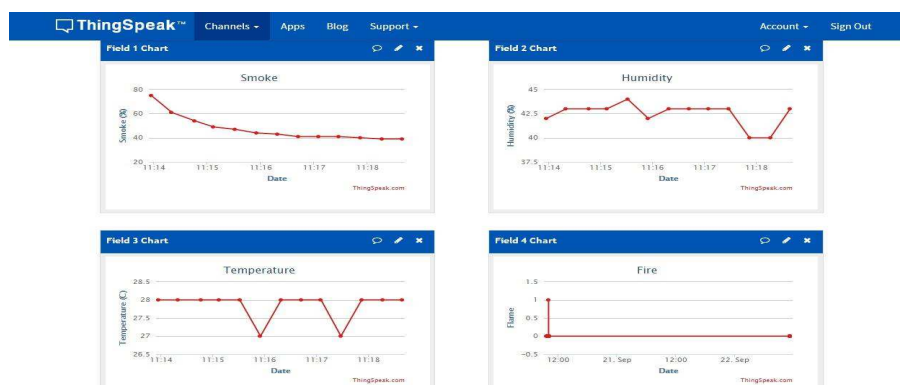 ThingSpeak™ Channels Apps Blog Support Account Sign Out
Field 1 Chart
Smoke
80
60
40
20
Smoke (%)
11:14 11:15 11:16 11:17 11:18
Date
ThingSpeak.com
Field 2 Chart
Humidity
45
42.5
40
37.5
Humidity (%)
11:14 11:15 11:16 11:17 11:18
Date
ThingSpeak.com
Field 3 Chart
Temperature
28.5
28
27.5
27
26.5
Temperature (C)
11:14 11:15 11:16 11:17 11:18
Date
ThingSpeak.com
Field 4 Chart
Fire
1.5
1
0.5
0
-0.5
Flame
12:00 21. Sep 12:00 22. Sep
Date
ThingSpeak.com